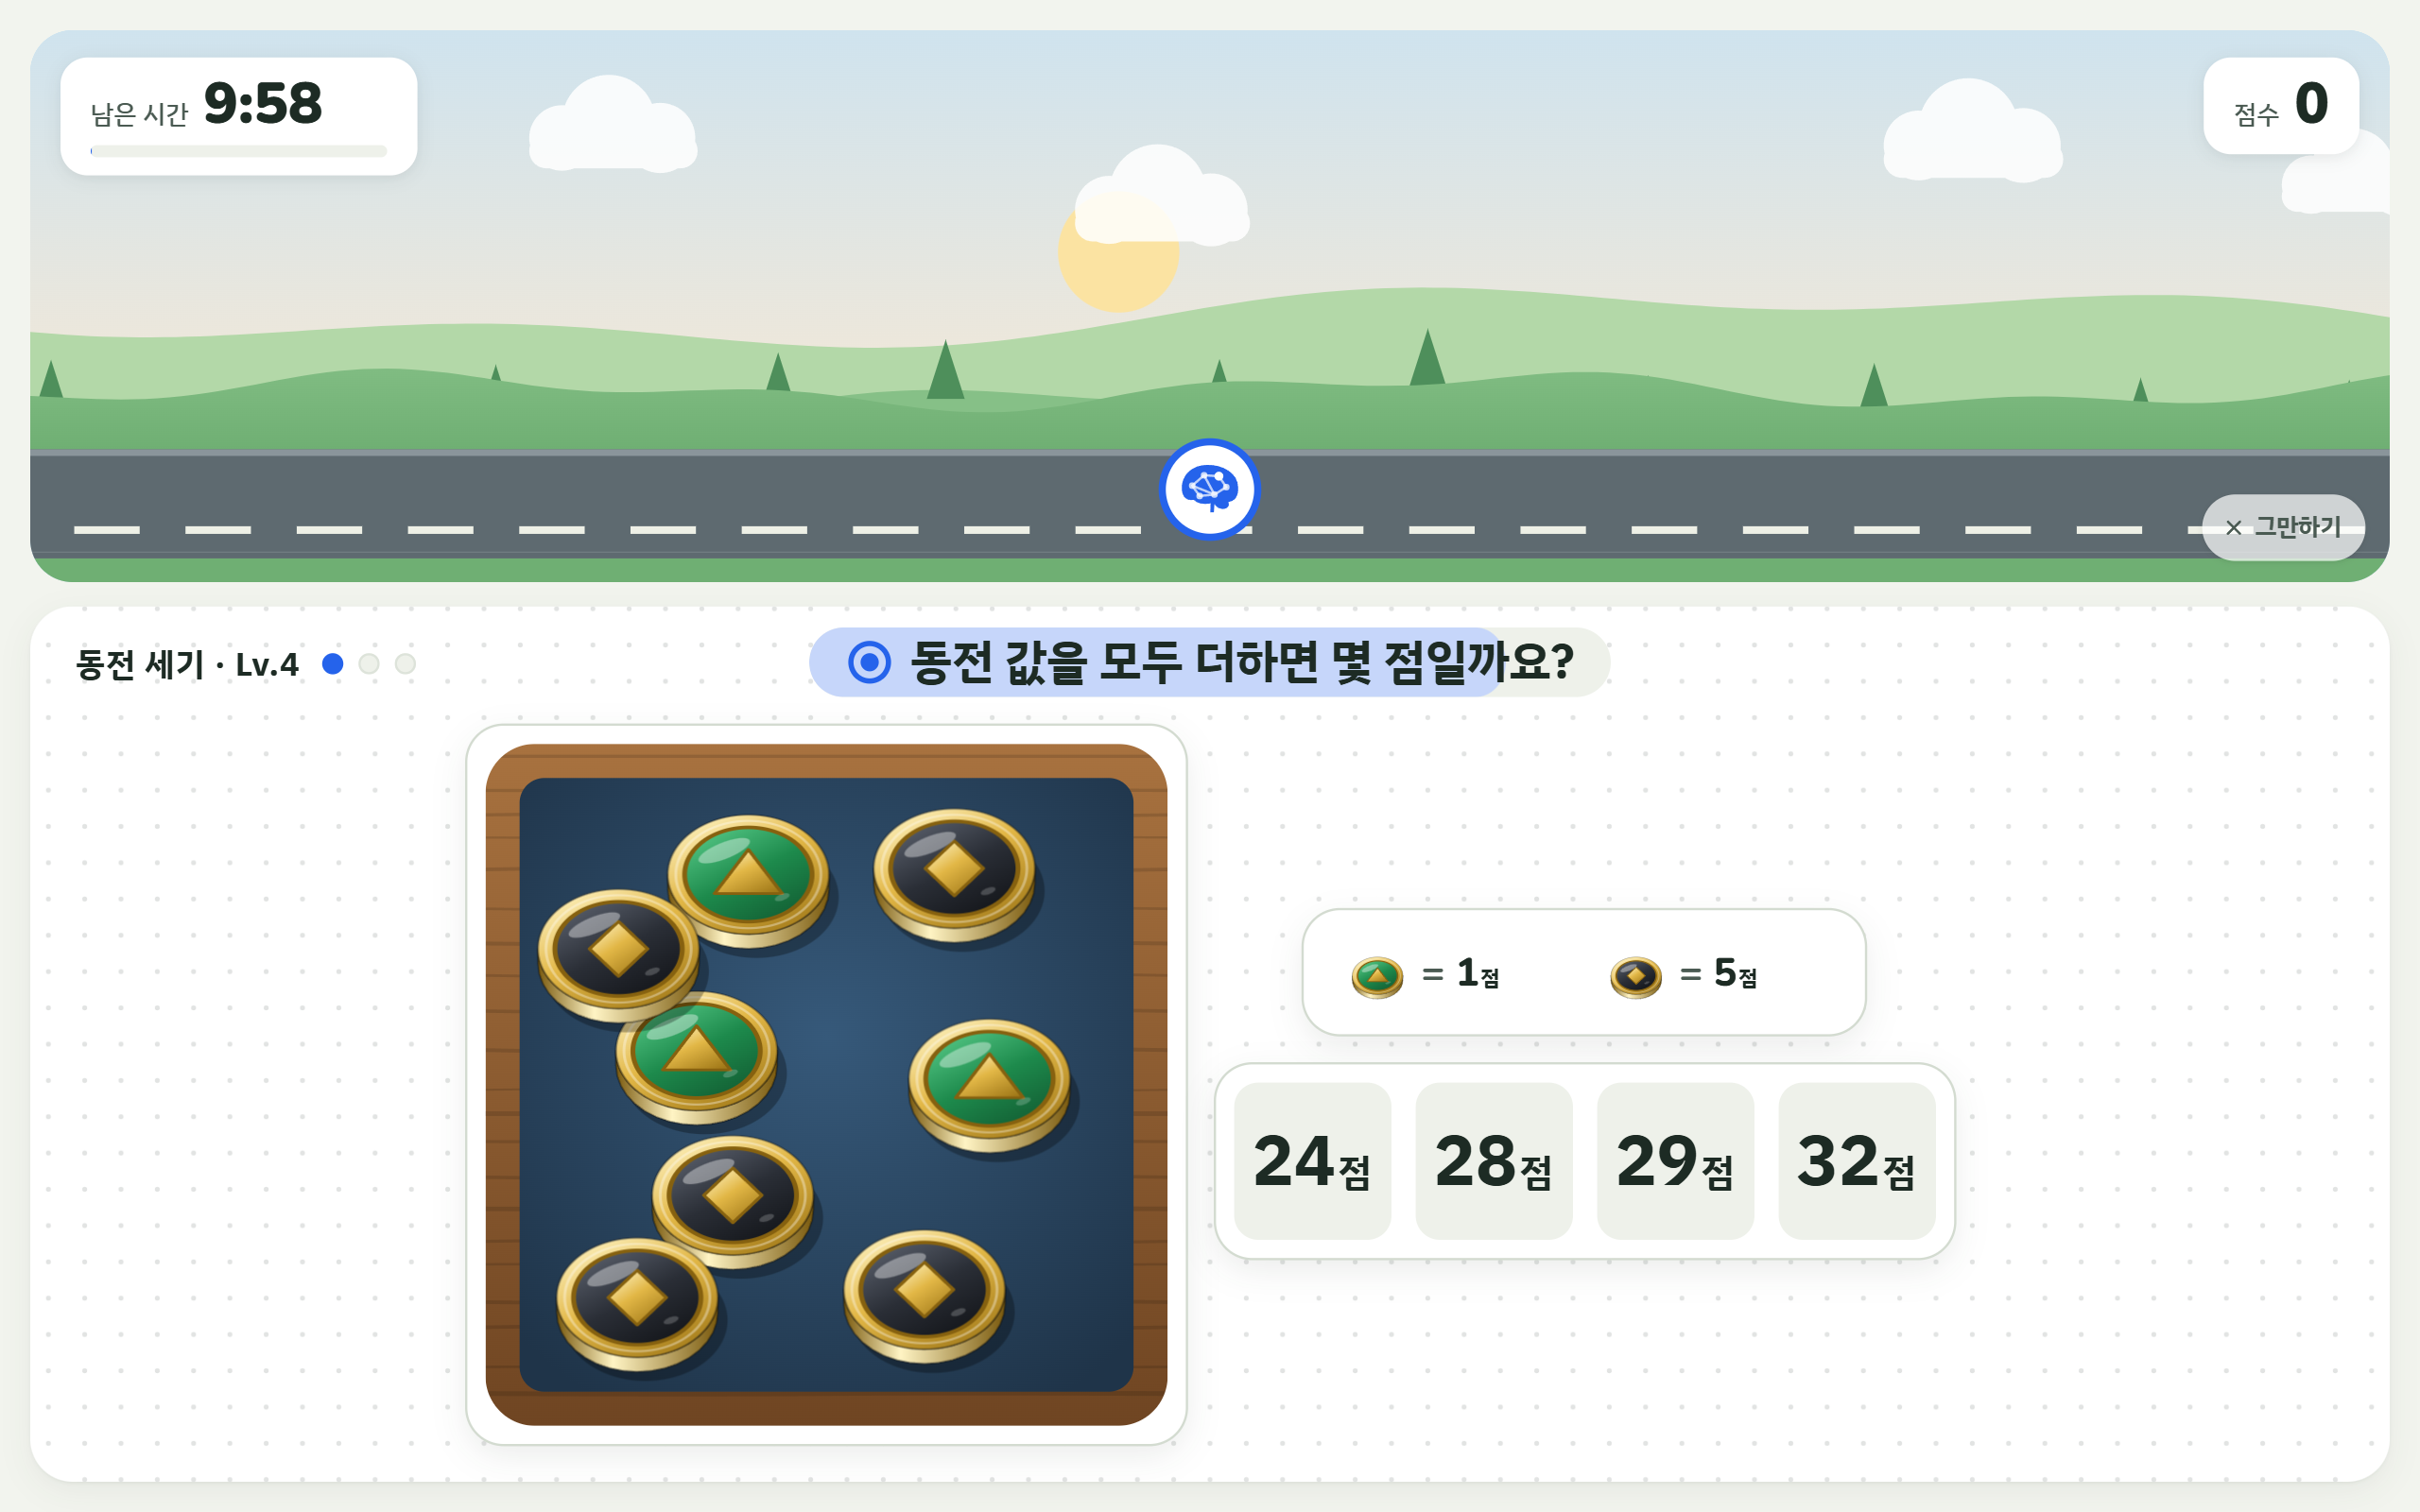 남은 시간 9:58
점수 0
× 그만하기
동전 세기 · Lv.4
동전 값을 모두 더하면 몇 점일까요?
= 1점
= 5점
24점
28점
29점
32점